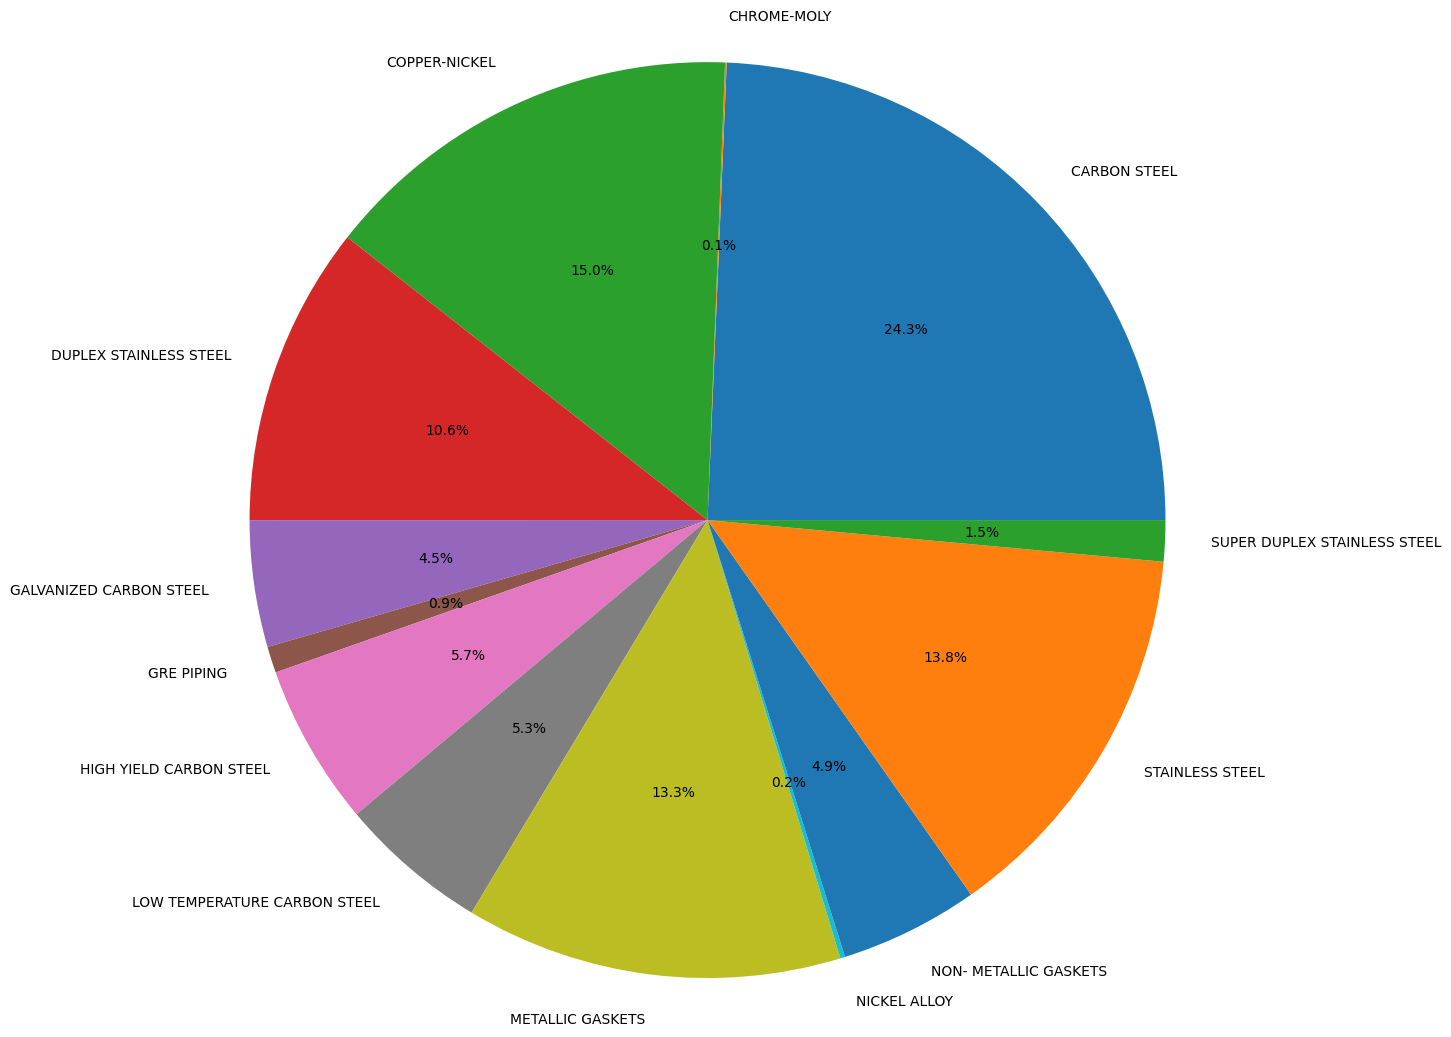 CHROME-MOLY
COPPER-NICKEL
CARBON STEEL
0.1%
15.0%
24.3%
DUPLEX STAINLESS STEEL
10.6%
1.5%
SUPER DUPLEX STAINLESS STEEL
4.5%
GALVANIZED CARBON STEEL
0.9%
GRE PIPING
5.7%
13.8%
HIGH YIELD CARBON STEEL
5.3%
4.9%
STAINLESS STEEL
0.2%
13.3%
LOW TEMPERATURE CARBON STEEL
NON- METALLIC GASKETS
NICKEL ALLOY
METALLIC GASKETS